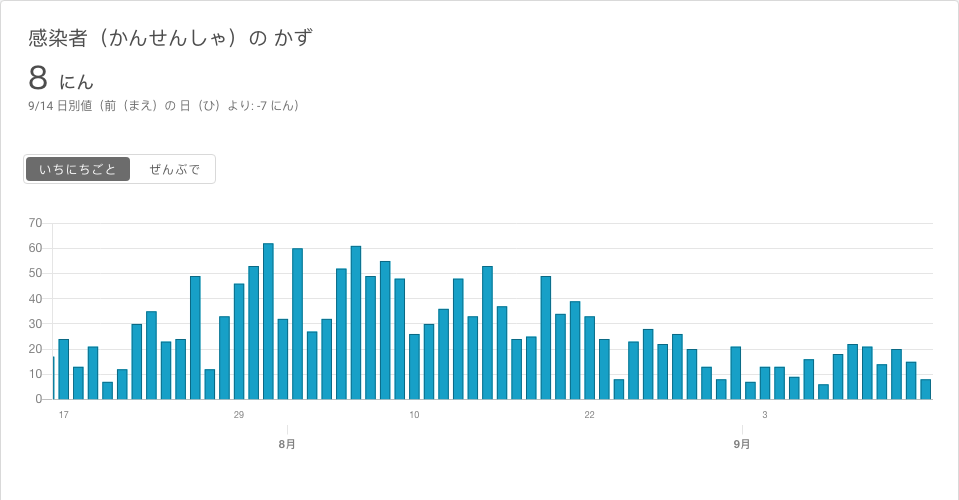 感染者（かんせんしゃ）の かず
8 にん
9/14 日別値（前（まえ）の 日（ひ）より: -7 にん）
いちにちごと ぜんぶで
70
60
50
40
30
20
10
0
17 29 10 22 3
8月 9月